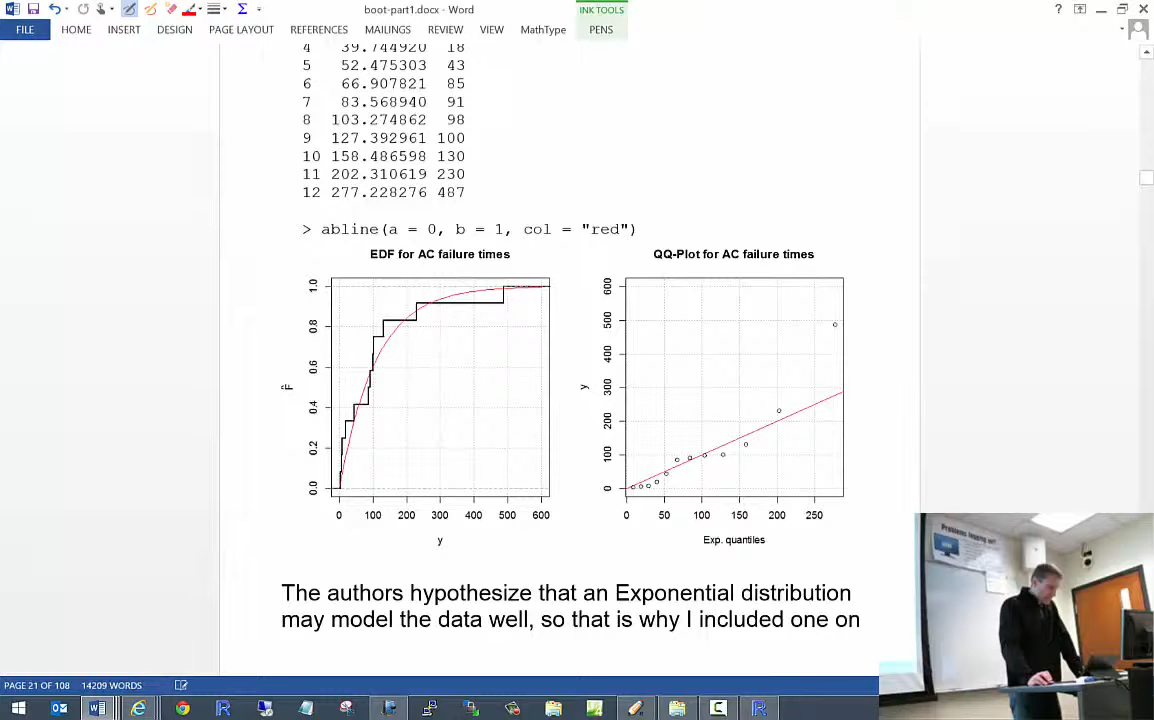 boot-part1.docx - Word
INK TOOLS
FILE HOME INSERT DESIGN PAGE LAYOUT REFERENCES MAILINGS REVIEW VIEW MathType PENS
4 39.744920 18
5 52.475303 43
6 66.907821 85
7 83.568940 91
8 103.274862 98
9 127.392961 100
10 158.486598 130
11 202.310619 230
12 277.228276 487
> abline(a = 0, b = 1, col = "red")
EDF for AC failure times
F̂
0.0 0.2 0.4 0.6 0.8 1.0
0 100 200 300 400 500 600
y
QQ-Plot for AC failure times
y
0 100 200 300 400 500 600
0 50 100 150 200 250
Exp. quantiles
The authors hypothesize that an Exponential distribution
may model the data well, so that is why I included one on
Problems logging on?
PAGE 21 OF 108 14209 WORDS